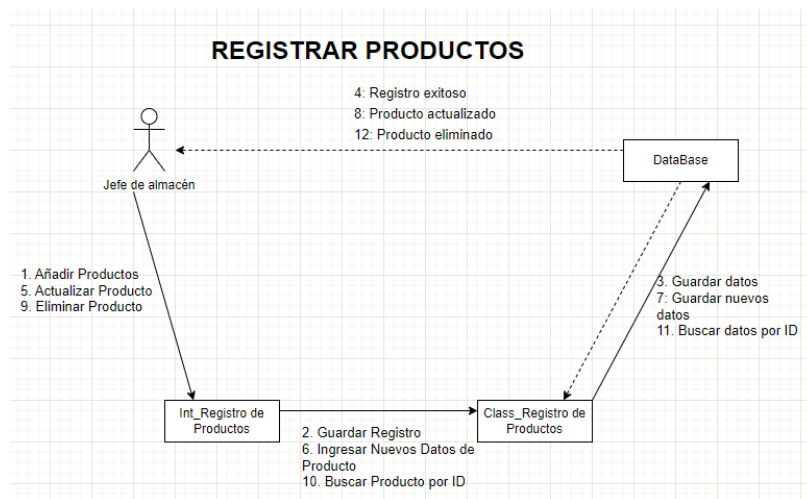 REGISTRAR PRODUCTOS
4: Registro exitoso
8: Producto actualizado
12: Producto eliminado
DataBase
Jefe de almacén
1. Añadir Productos
5. Actualizar Producto
9. Eliminar Producto
3. Guardar datos
7: Guardar nuevos
datos
11. Buscar datos por ID
Int_Registro de
Productos
Class_Registro de
Productos
2. Guardar Registro
6. Ingresar Nuevos Datos de
Producto
10. Buscar Producto por ID